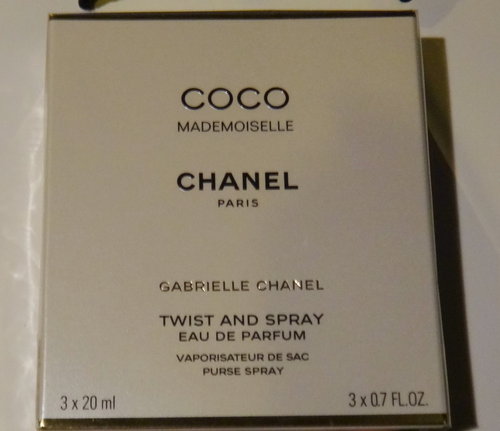 COCO
MADEMOISELLE
CHANEL
PARIS
GABRIELLE CHANEL
TWIST AND SPRAY
EAU DE PARFUM
VAPORISATEUR DE SAC
PURSE SPRAY
3 x 20 ml 3 x 0.7 FL.OZ.